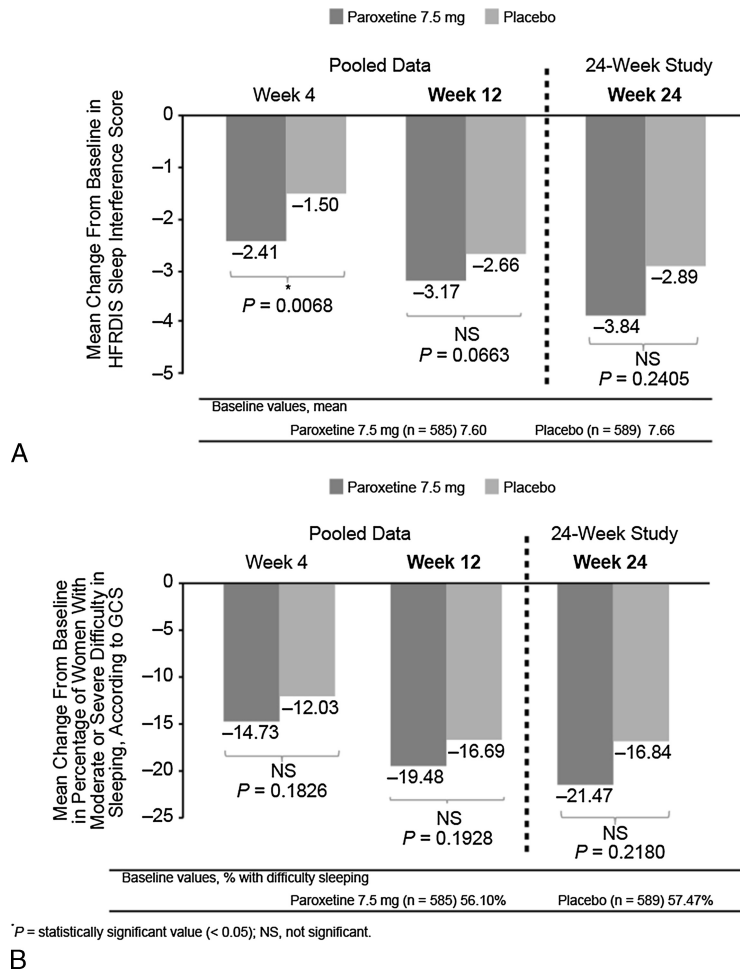 Paroxetine 7.5 mg Placebo
Pooled Data 24-Week Study
Week 4 Week 12 Week 24
Mean Change From Baseline in
HFRDIS Sleep Interference Score
0
–1
–2
–3
–4
–5
–2.41
–1.50
*
P = 0.0068
–3.17
–2.66
NS
P = 0.0663
–3.84
–2.89
NS
P = 0.2405
Baseline values, mean
Paroxetine 7.5 mg (n = 585) 7.60 Placebo (n = 589) 7.66
A
Paroxetine 7.5 mg Placebo
Pooled Data 24-Week Study
Week 4 Week 12 Week 24
Mean Change From Baseline
in Percentage of Women With
Moderate or Severe Difficulty in
Sleeping, According to GCS
0
–5
–10
–15
–20
–25
–14.73
–12.03
NS
P = 0.1826
–19.48
–16.69
NS
P = 0.1928
–21.47
–16.84
NS
P = 0.2180
Baseline values, % with difficulty sleeping
Paroxetine 7.5 mg (n = 585) 56.10% Placebo (n = 589) 57.47%
*P = statistically significant value (< 0.05); NS, not significant.
B